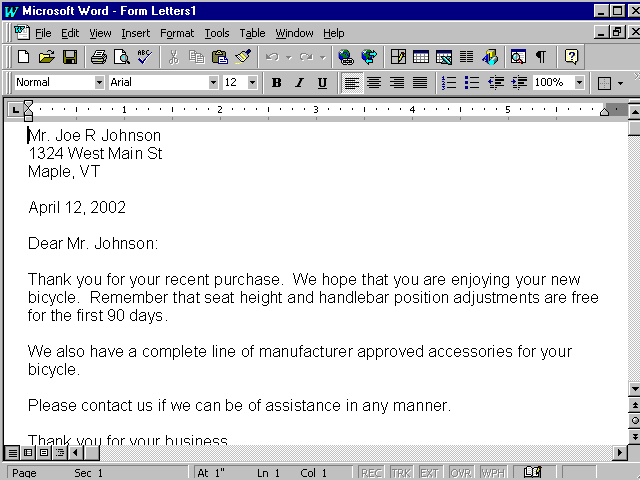 Microsoft Word - Form Letters1
File Edit View Insert Format Tools Table Window Help
ABC ¶ ?
Normal Arial 12 B I U 100%
1 2 3 4 5
Mr. Joe R Johnson
1324 West Main St
Maple, VT
April 12, 2002
Dear Mr. Johnson:
Thank you for your recent purchase. We hope that you are enjoying your new
bicycle. Remember that seat height and handlebar position adjustments are free
for the first 90 days.
We also have a complete line of manufacturer approved accessories for your
bicycle.
Please contact us if we can be of assistance in any manner.
Thank you for your business
Page Sec 1 At 1" Ln 1 Col 1 REC TRK EXT OVR WPH